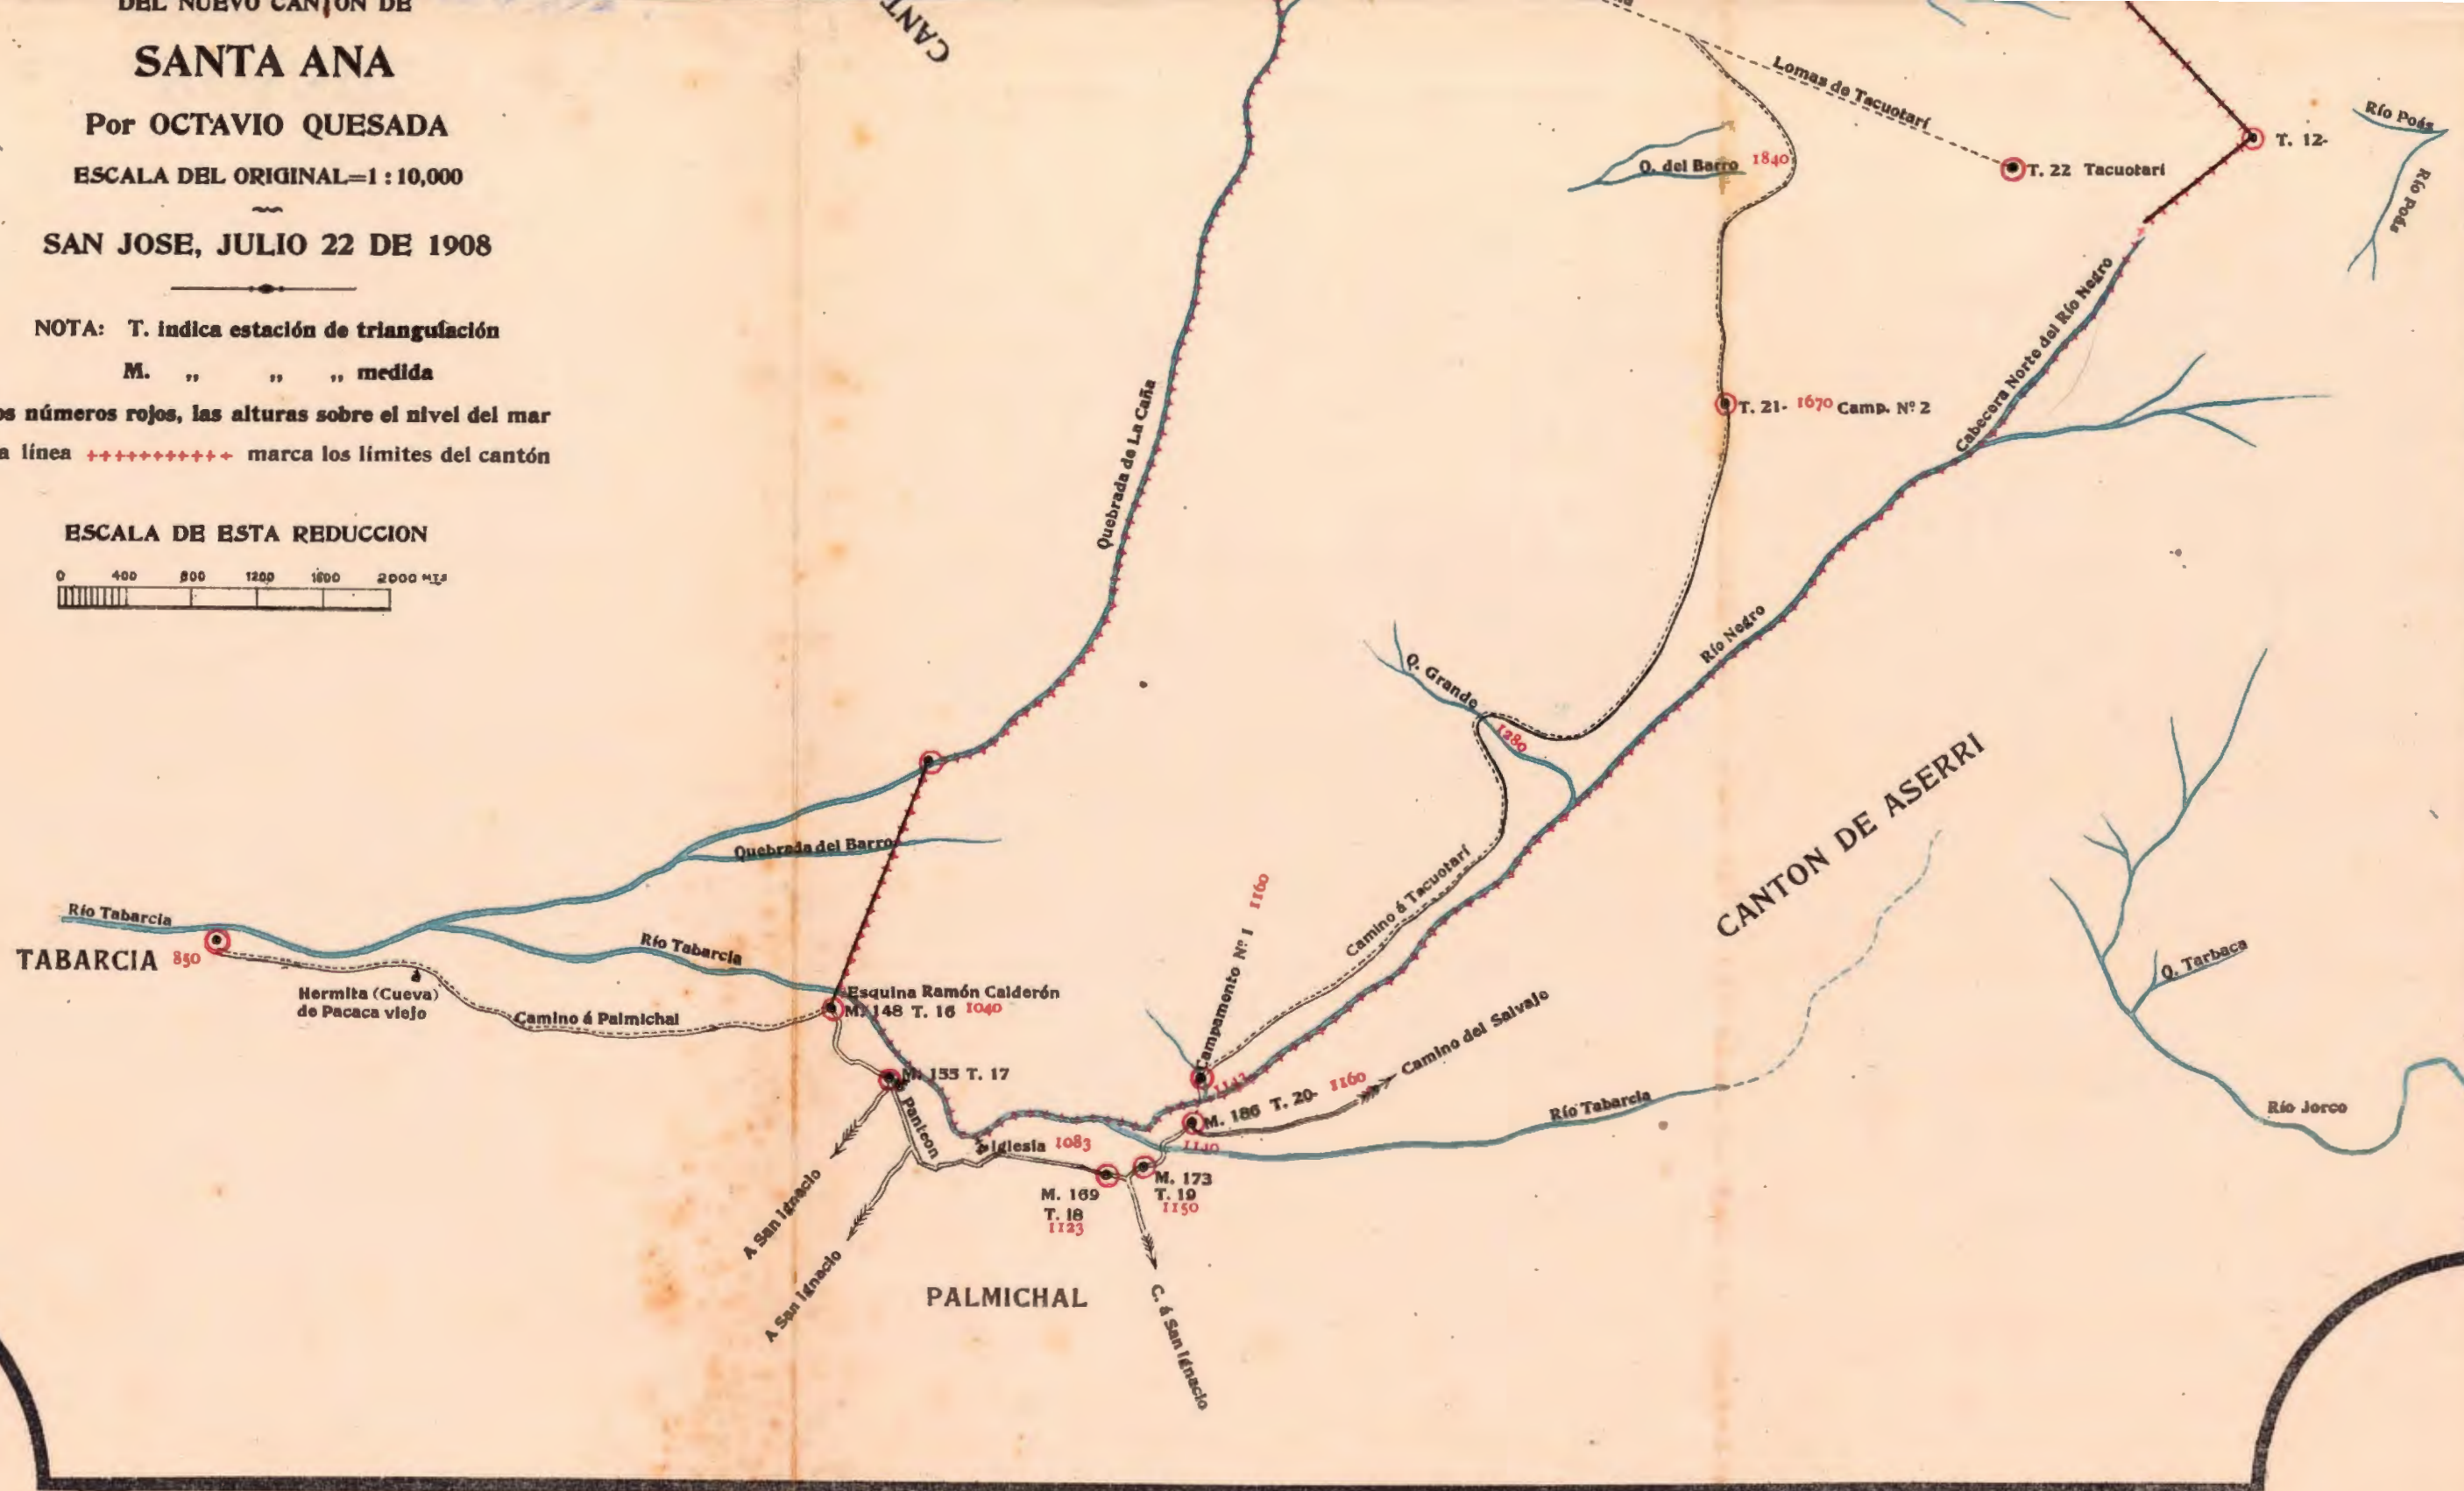 DEL NUEVO CANTON DE
SANTA ANA
Por OCTAVIO QUESADA
ESCALA DEL ORIGINAL=1 : 10,000
SAN JOSE, JULIO 22 DE 1908
NOTA: T. indica estación de triangulación
M. ,, ,, ,, medida
os números rojos, las alturas sobre el nivel del mar
a línea ++++++++++ marca los límites del cantón
ESCALA DE ESTA REDUCCION
0 400 800 1200 1600 2000 MTS
CANT
Lomas de Tacuotarí
Río Poás
Río Poás
T. 12-
T. 22 Tacuotarí
Q. del Barro 1840
Cabecera Norte del Río Negro
Quebrada de La Caña
T. 21- 1670 Camp. Nº 2
Río Negro
Q. Grande
1280
CANTON DE ASERRI
Quebrada del Barro
Camino á Tacuotarí
Campamento Nº 1 1160
Río Tabarcia
TABARCIA 850
Río Tabarcia
Hermita (Cueva)
de Pacaca viejo
Camino á Palmichal
Esquina Ramón Calderón
M. 148 T. 16 1040
Q. Tarbaca
M. 155 T. 17
Panteon
M. 186 T. 20- 1160
Camino del Salvaje
Río Tabarcia
Río Jorco
Iglesia 1083
1140
M. 169
T. 18
1123
M. 173
T. 19
1150
A San Ignacio
A San Ignacio
C. á San Ignacio
PALMICHAL